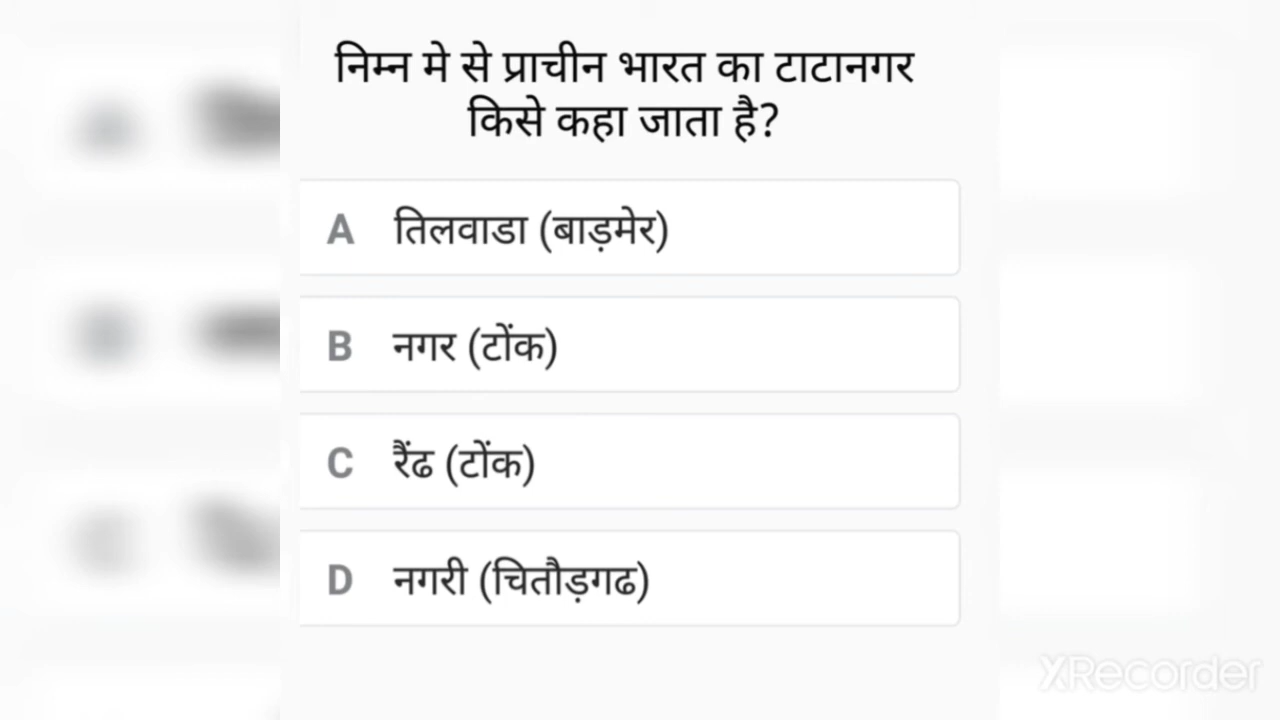 निम्न मे से प्राचीन भारत का टाटानगर
किसे कहा जाता है?
A तिलवाडा (बाड़मेर)
B नगर (टोंक)
C रैंढ (टोंक)
D नगरी (चितौड़गढ)
XRecorder